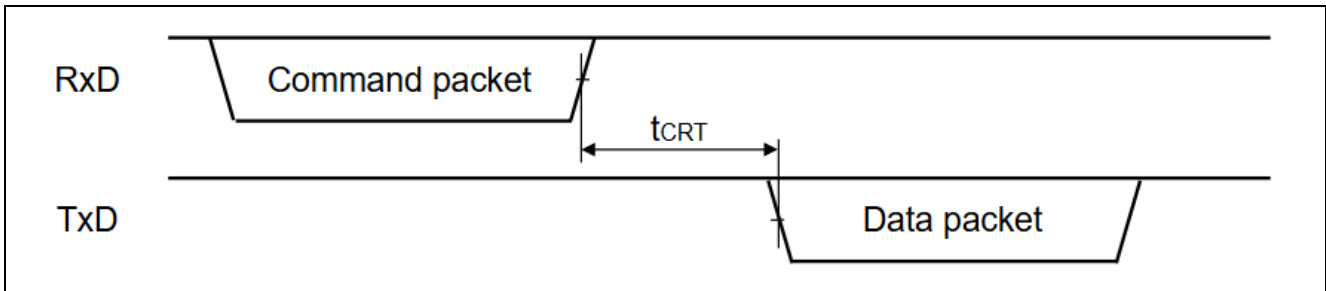 RxD
Command packet
tCRT
TxD
Data packet